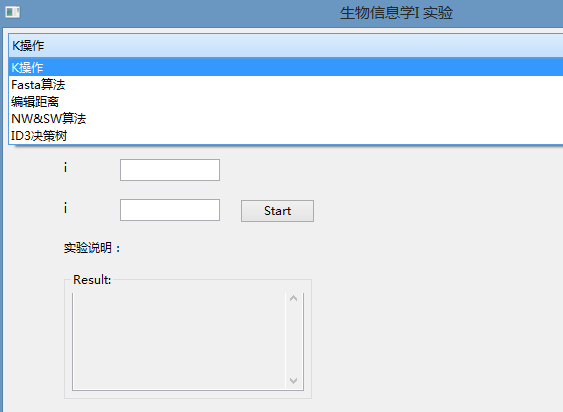 生物信息学I 实验
K操作
K操作
Fasta算法
编辑距离
NW&SW算法
ID3决策树
i
i
Start
实验说明：
Result: